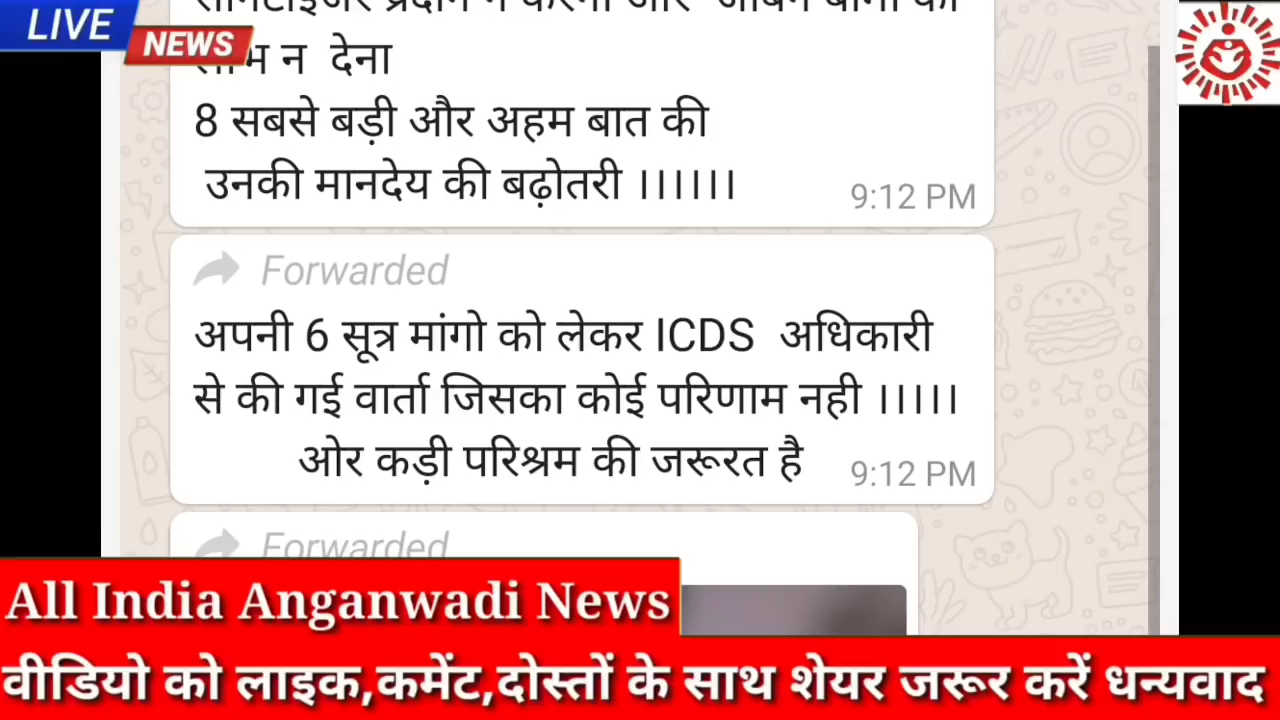 LIVE
NEWS
न देना
8 सबसे बड़ी और अहम बात की
उनकी मानदेय की बढ़ोतरी ।।।।।।
9:12 PM
Forwarded
अपनी 6 सूत्र मांगो को लेकर ICDS अधिकारी
से की गई वार्ता जिसका कोई परिणाम नही ।।।।।
ओर कड़ी परिश्रम की जरूरत है
9:12 PM
Forwarded
All India Anganwadi News
वीडियो को लाइक,कमेंट,दोस्तों के साथ शेयर जरूर करें धन्यवाद